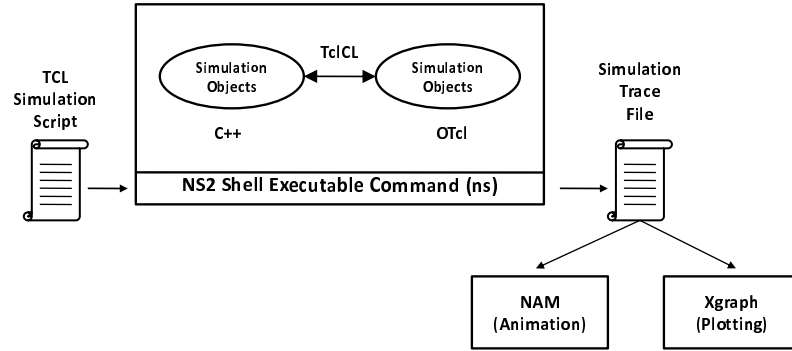 TCL
Simulation
Script
TclCL
Simulation
Objects
Simulation
Objects
C++
OTcl
NS2 Shell Executable Command (ns)
Simulation
Trace
File
NAM
(Animation)
Xgraph
(Plotting)